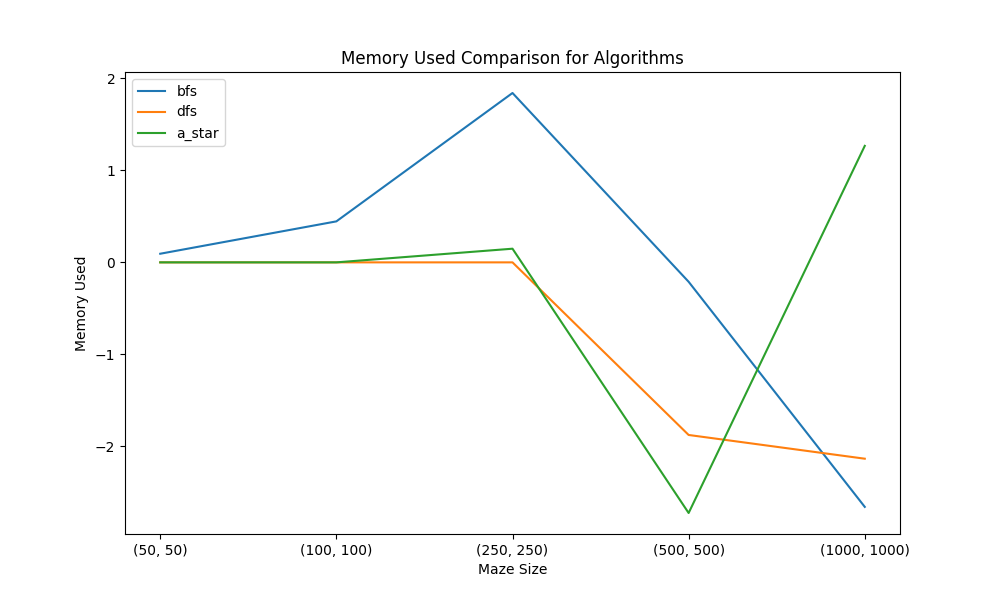 Memory Used Comparison for Algorithms
bfs
dfs
a_star
2
1
0
−1
−2
Memory Used
(50, 50)
(100, 100)
(250, 250)
(500, 500)
(1000, 1000)
Maze Size